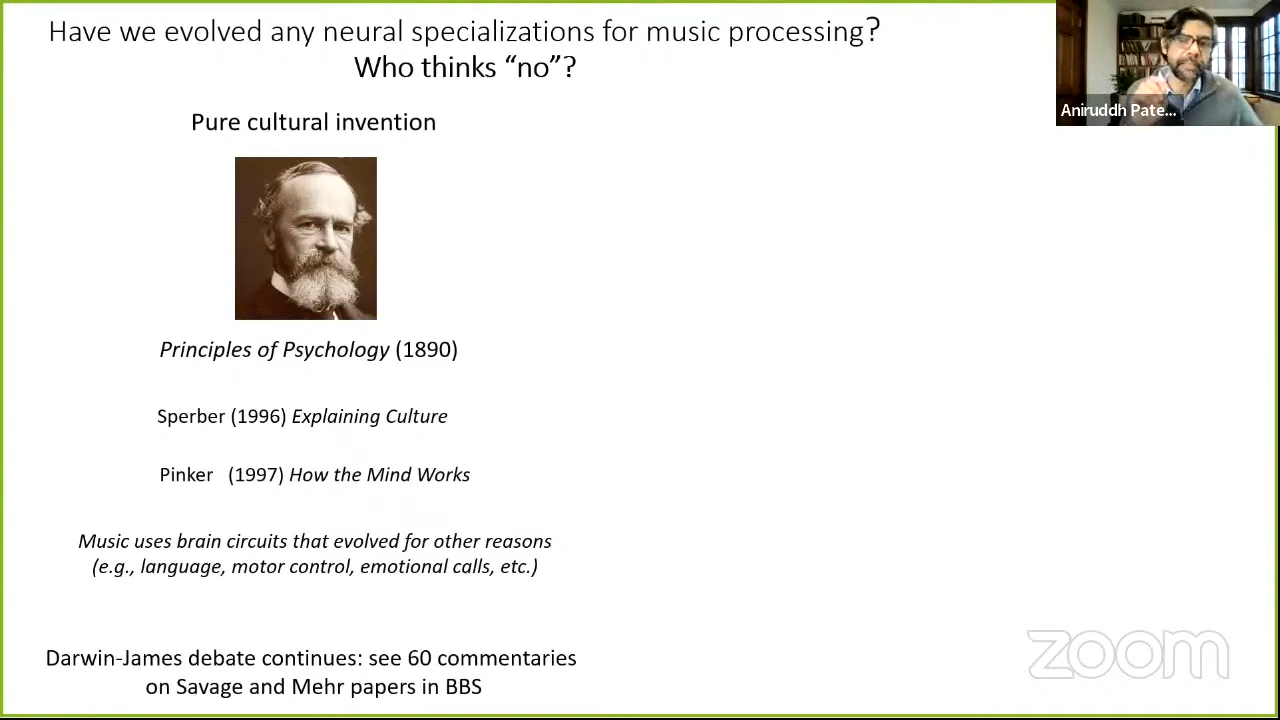 Have we evolved any neural specializations for music processing?
Who thinks “no”?
Aniruddh Pate...
Pure cultural invention
Principles of Psychology (1890)
Sperber (1996) Explaining Culture
Pinker (1997) How the Mind Works
Music uses brain circuits that evolved for other reasons
(e.g., language, motor control, emotional calls, etc.)
Darwin-James debate continues: see 60 commentaries
on Savage and Mehr papers in BBS
zoom